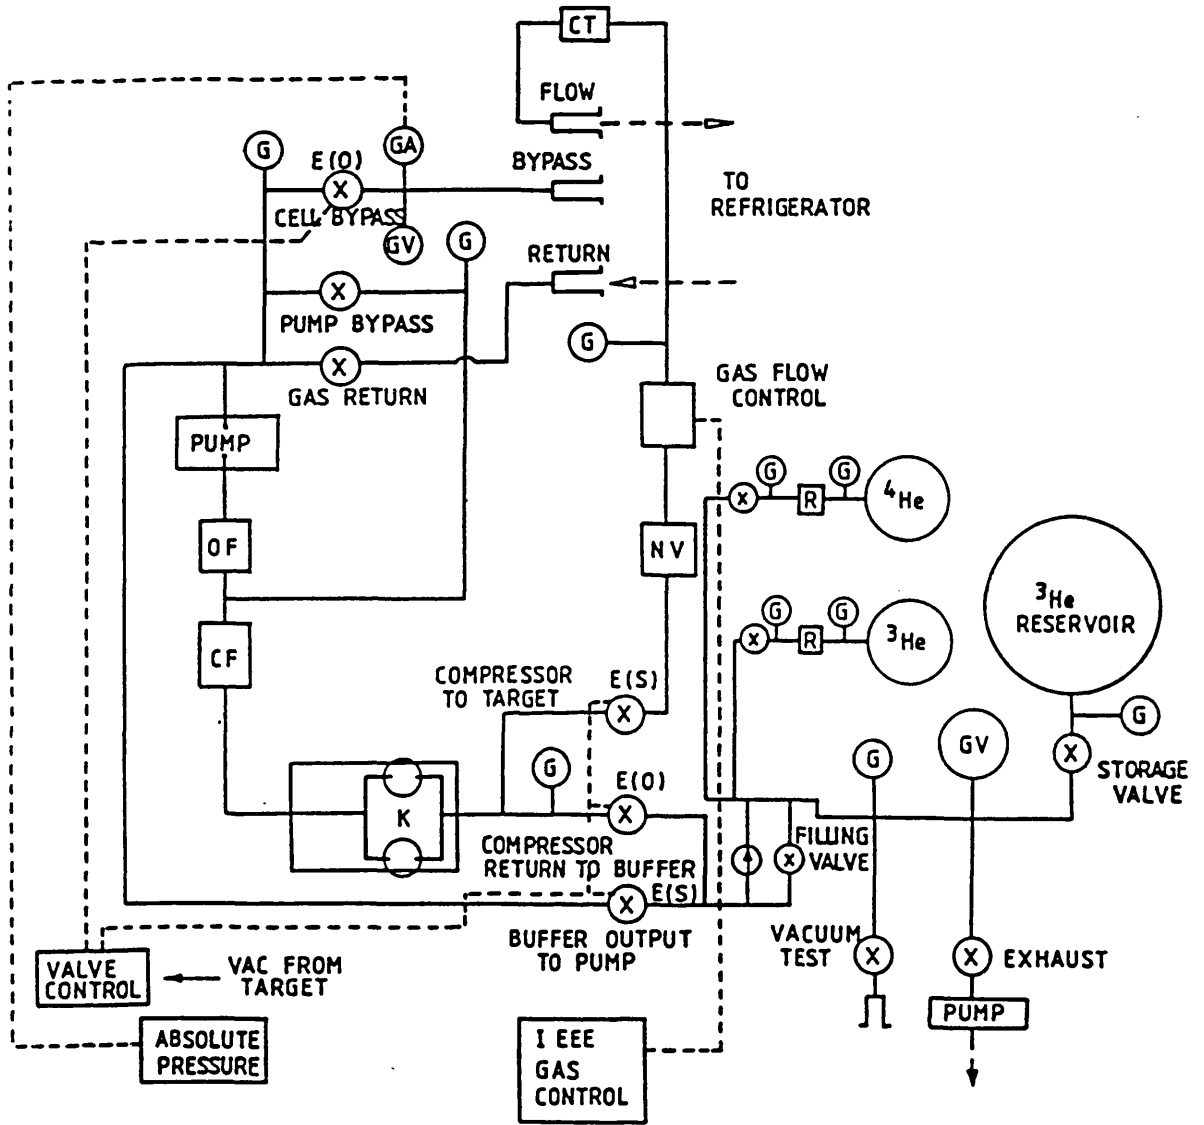 CT
FLOW
GA
G
E(O)
X
BYPASS
TO
REFRIGERATOR
CELL BYPASS
GV
G
RETURN
X
PUMP BYPASS
G
X
GAS RETURN
GAS FLOW
CONTROL
PUMP
G
G
X
R
4He
OF
NV
3He
RESERVOIR
G
G
X
R
3He
CF
COMPRESSOR
TO TARGET
E(S)
X
G
GV
G
X
STORAGE
VALVE
G
E(O)
K
X
COMPRESSOR
RETURN TO BUFFER
FILLING
VALVE
X
E(S)
X
BUFFER OUTPUT
TO PUMP
VACUUM
TEST
X
X
EXHAUST
VALVE
CONTROL
VAC FROM
TARGET
PUMP
ABSOLUTE
PRESSURE
IEEE
GAS
CONTROL